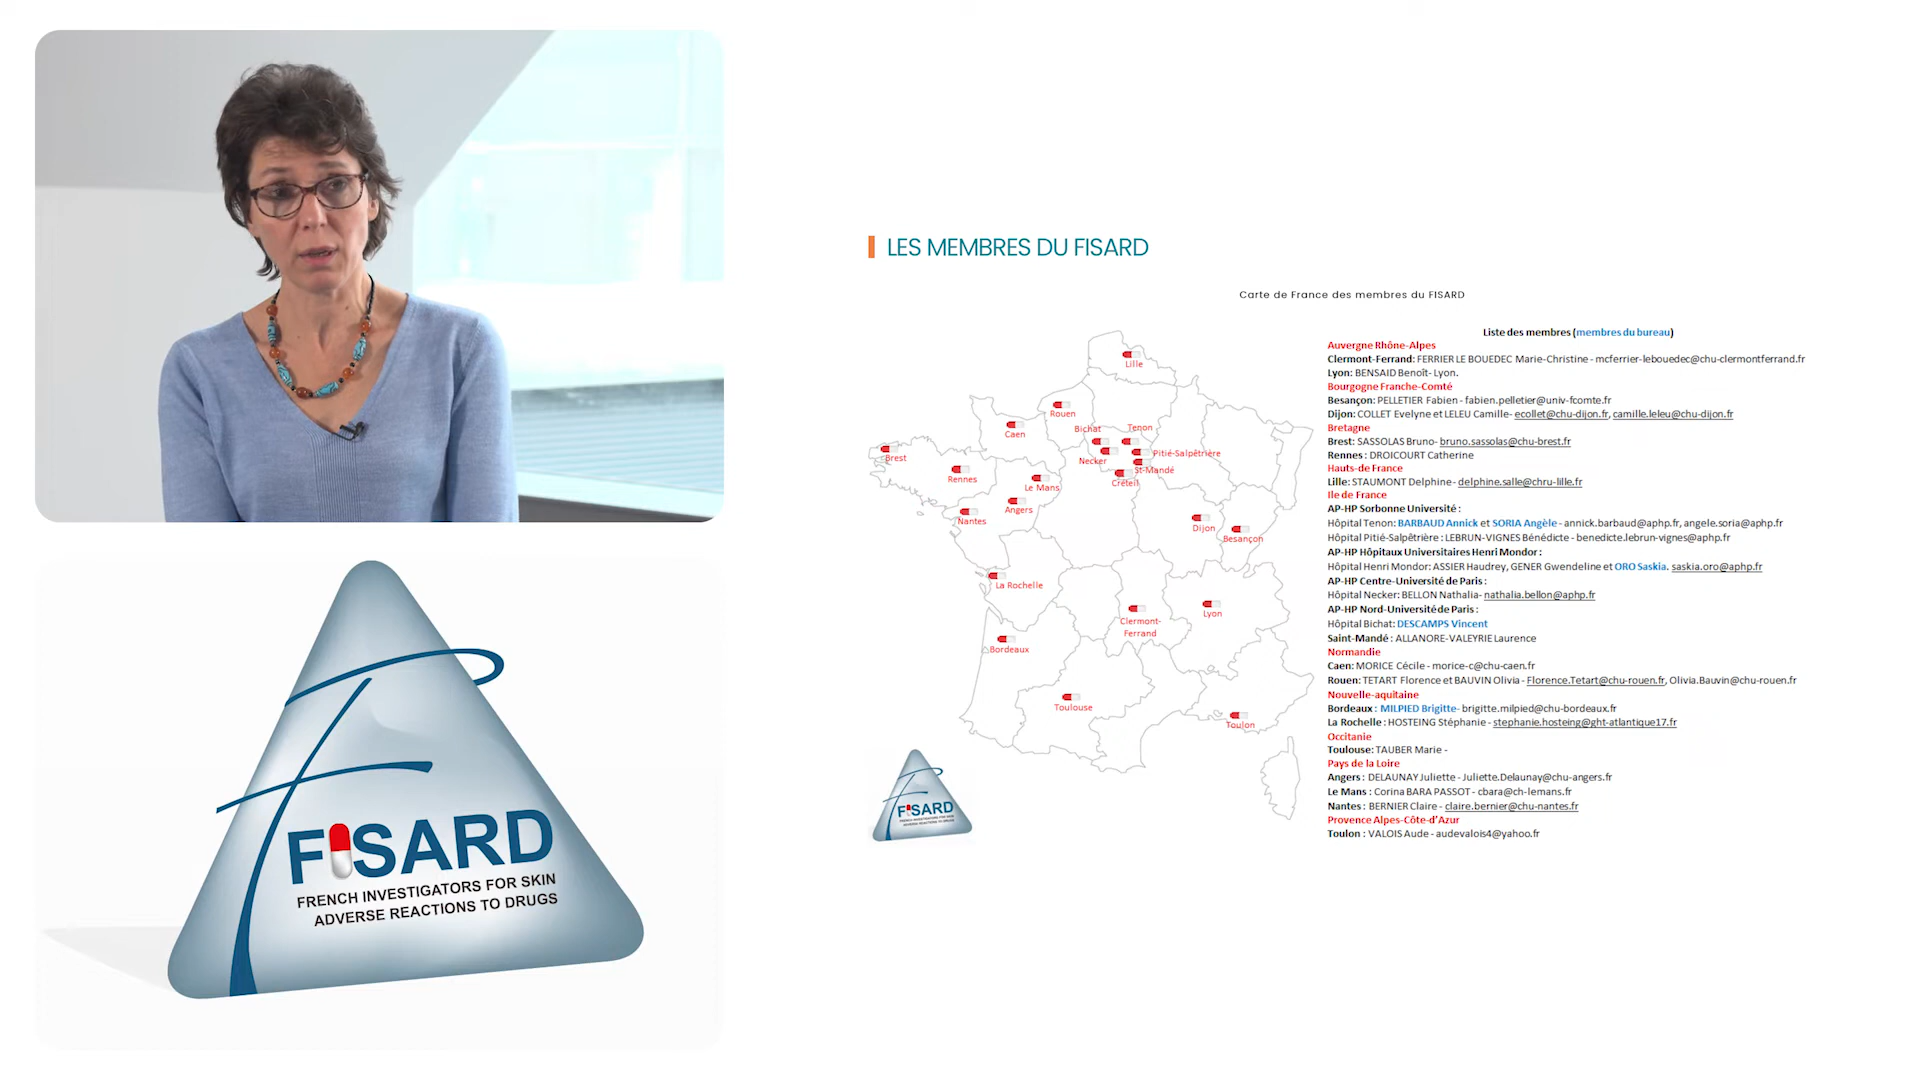 LES MEMBRES DU FISARD
Carte de France des membres du FISARD
Lille
Rouen
Caen
Bichat
Tenon
Brest
Necker
Pitié-Salpêtrière
St-Mandé
Rennes
Le Mans
Créteil
Angers
Nantes
Dijon
Besançon
La Rochelle
Lyon
Clermont-
Ferrand
Bordeaux
Toulouse
Toulon
FISARD
FRENCH INVESTIGATORS FOR SKIN
ADVERSE REACTIONS TO DRUGS
Liste des membres (membres du bureau)
Auvergne Rhône-Alpes
Clermont-Ferrand: FERRIER LE BOUEDEC Marie-Christine - mcferrier-lebouedec@chu-clermontferrand.fr
Lyon: BENSAID Benoît- Lyon.
Bourgogne Franche-Comté
Besançon: PELLETIER Fabien - fabien.pelletier@univ-fcomte.fr
Dijon: COLLET Evelyne et LELEU Camille- ecollet@chu-dijon.fr, camille.leleu@chu-dijon.fr
Bretagne
Brest: SASSOLAS Bruno- bruno.sassolas@chu-brest.fr
Rennes : DROICOURT Catherine
Hauts-de France
Lille: STAUMONT Delphine - delphine.salle@chru-lille.fr
Ile de France
AP-HP Sorbonne Université :
Hôpital Tenon: BARBAUD Annick et SORIA Angèle - annick.barbaud@aphp.fr, angele.soria@aphp.fr
Hôpital Pitié-Salpêtrière : LEBRUN-VIGNES Bénédicte - benedicte.lebrun-vignes@aphp.fr
AP-HP Hôpitaux Universitaires Henri Mondor :
Hôpital Henri Mondor: ASSIER Haudrey, GENER Gwendeline et ORO Saskia. saskia.oro@aphp.fr
AP-HP Centre-Université de Paris :
Hôpital Necker: BELLON Nathalia- nathalia.bellon@aphp.fr
AP-HP Nord-Université de Paris :
Hôpital Bichat: DESCAMPS Vincent
Saint-Mandé : ALLANORE-VALEYRIE Laurence
Normandie
Caen: MORICE Cécile - morice-c@chu-caen.fr
Rouen: TETART Florence et BAUVIN Olivia - Florence.Tetart@chu-rouen.fr, Olivia.Bauvin@chu-rouen.fr
Nouvelle-aquitaine
Bordeaux : MILPIED Brigitte- brigitte.milpied@chu-bordeaux.fr
La Rochelle : HOSTEING Stéphanie - stephanie.hosteing@ght-atlantique17.fr
Occitanie
Toulouse: TAUBER Marie -
Pays de la Loire
Angers : DELAUNAY Juliette - Juliette.Delaunay@chu-angers.fr
Le Mans : Corina BARA PASSOT - cbara@ch-lemans.fr
Nantes : BERNIER Claire - claire.bernier@chu-nantes.fr
Provence Alpes-Côte-d'Azur
Toulon : VALOIS Aude - audevalois4@yahoo.fr
FISARD
FRENCH INVESTIGATORS FOR SKIN
ADVERSE REACTIONS TO DRUGS